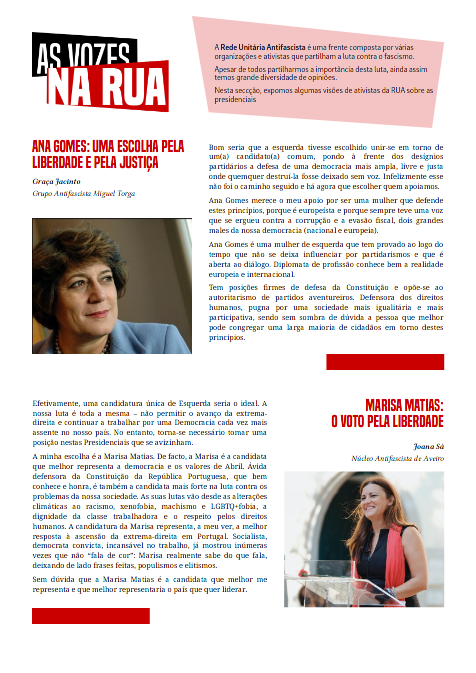 AS VOZES
NA RUA
A Rede Unitária Antifascista é uma frente composta por várias
organizações e ativistas que partilham a luta contra o fascismo.
Apesar de todos partilharmos a importância desta luta, ainda assim
temos grande diversidade de opiniões.
Nesta seccção, expomos algumas visões de ativistas da RUA sobre as
presidenciais
ANA GOMES: UMA ESCOLHA PELA
LIBERDADE E PELA JUSTIÇA
Graça Jacinto
Grupo Antifascista Miguel Torga
Bom seria que a esquerda tivesse escolhido unir-se em torno de
um(a) candidato(a) comum, pondo à frente dos desígnios
partidários a defesa de uma democracia mais ampla, livre e justa
onde quemquer destruí-la fosse deixado sem voz. Infelizmente esse
não foi o caminho seguido e há agora que escolher quem apoiamos.
Ana Gomes merece o meu apoio por ser uma mulher que defende
estes princípios, porque é europeísta e porque sempre teve uma voz
que se ergueu contra a corrupção e a evasão fiscal, dois grandes
males da nossa democracia (nacional e europeia).
Ana Gomes é uma mulher de esquerda que tem provado ao logo do
tempo que não se deixa influenciar por partidarismos e que é
aberta ao diálogo. Diplomata de profissão conhece bem a realidade
europeia e internacional.
Tem posições firmes de defesa da Constituição e opõe-se ao
autoritarismo de partidos aventureiros. Defensora dos direitos
humanos, pugna por uma sociedade mais igualitária e mais
participativa, sendo sem sombra de dúvida a pessoa que melhor
pode congregar uma larga maioria de cidadãos em torno destes
princípios.
Efetivamente, uma candidatura única de Esquerda seria o ideal. A
nossa luta é toda a mesma – não permitir o avanço da extrema-
direita e continuar a trabalhar por uma Democracia cada vez mais
assente no nosso país. No entanto, torna-se necessário tomar uma
posição nestas Presidenciais que se avizinham.
A minha escolha é a Marisa Matias. De facto, a Marisa é a candidata
que melhor representa a democracia e os valores de Abril. Ávida
defensora da Constituição da República Portuguesa, que bem
conhece e honra, é também a candidata mais forte na luta contra os
problemas da nossa sociedade. As suas lutas vão desde as alterações
climáticas ao racismo, xenofobia, machismo e LGBTQ+fobia, a
dignidade da classe trabalhadora e o respeito pelos direitos
humanos. A candidatura da Marisa representa, a meu ver, a melhor
resposta à ascensão da extrema-direita em Portugal. Socialista,
democrata convicta, incansável no trabalho, já mostrou inúmeras
vezes que não "fala de cor": Marisa realmente sabe do que fala,
deixando de lado frases feitas, populismos e elitismos.
Sem dúvida que a Marisa Matias é a candidata que melhor me
representa e que melhor representaria o país que quer liderar.
MARISA MATIAS:
O VOTO PELA LIBERDADE
Joana Sá
Núcleo Antifascista de Aveiro